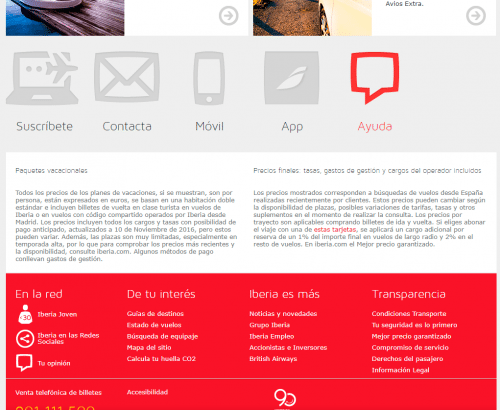 Avios Extra.
Suscríbete
Contacta
Móvil
App
Ayuda
Paquetes vacacionales
Todos los precios de los planes de vacaciones, si se muestran, son por
persona, están expresados en euros, se basan en una habitación doble
estándar e incluyen billetes de vuelta en clase turista en vuelos de
Iberia o en vuelos con código compartido operados por Iberia desde
Madrid. Los precios incluyen todos los cargos y tasas con posibilidad de
pago anticipado, actualizados a 10 de Noviembre de 2016, pero estos
pueden variar. Además, las plazas son muy limitadas, especialmente en
temporada alta, por lo que para comprobar los precios más recientes y
la disponibilidad, consulte iberia.com. Algunos métodos de pago
conllevan gastos de gestión.
Precios finales: tasas, gastos de gestión y cargos del operador incluidos
Los precios mostrados corresponden a búsquedas de vuelos desde España
realizadas recientemente por clientes. Estos precios pueden cambiar según
la disponibilidad de plazas, posibles variaciones de tarifas, tasas y otros
suplementos en el momento de realizar la consulta. Los precios por
trayecto son aplicables comprando billetes de ida y vuelta. Si eliges abonar
el viaje con una de estas tarjetas, se aplicará un cargo adicional por
reserva de un 1% del importe final en vuelos de largo radio y 2% en el
resto de vuelos. En iberia.com el Mejor precio garantizado.
En la red
<30
Iberia Joven
Iberia en las Redes
Sociales
Tu opinión
De tu interés
Guías de destinos
Estado de vuelos
Búsqueda de equipaje
Mapa del sitio
Calcula tu huella CO2
Iberia es más
Noticias y novedades
Grupo Iberia
Iberia Empleo
Accionistas e Inversores
British Airways
Transparencia
Condiciones Transporte
Tu seguridad es lo primero
Mejor precio garantizado
Compromiso de servicio
Derechos del pasajero
Información Legal
Venta telefónica de billetes
901 111 500
Accesibilidad
90